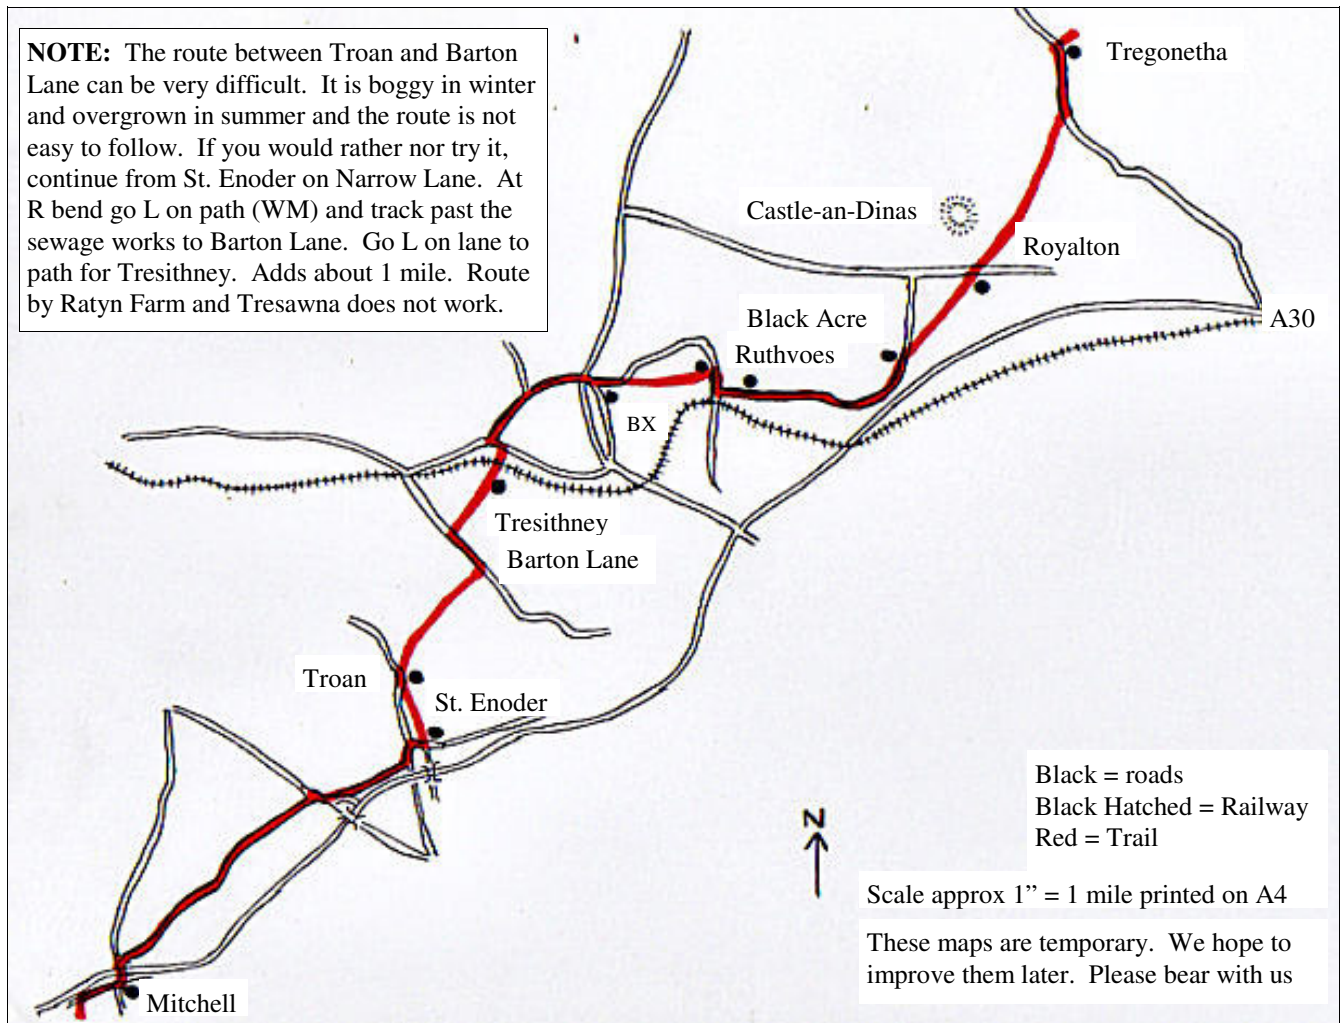 NOTE: The route between Troan and Barton
Lane can be very difficult. It is boggy in winter
and overgrown in summer and the route is not
easy to follow. If you would rather nor try it,
continue from St. Enoder on Narrow Lane. At
R bend go L on path (WM) and track past the
sewage works to Barton Lane. Go L on lane to
path for Tresithney. Adds about 1 mile. Route
by Ratyn Farm and Tresawna does not work.
Tregonetha
Castle-an-Dinas
Royalton
Black Acre
A30
Ruthvoes
BX
Tresithney
Barton Lane
Troan
St. Enoder
Black = roads
Black Hatched = Railway
Red = Trail
N
Scale approx 1” = 1 mile printed on A4
These maps are temporary. We hope to
improve them later. Please bear with us
Mitchell